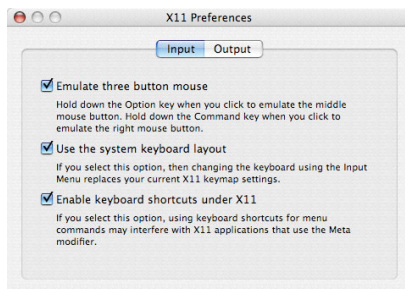 X11 Preferences
Input Output
Emulate three button mouse
Hold down the Option key when you click to emulate the middle
mouse button. Hold down the Command key when you click to
emulate the right mouse button.
Use the system keyboard layout
If you select this option, then changing the keyboard using the Input
Menu replaces your current X11 keymap settings.
Enable keyboard shortcuts under X11
If you select this option, using keyboard shortcuts for menu
commands may interfere with X11 applications that use the Meta
modifier.